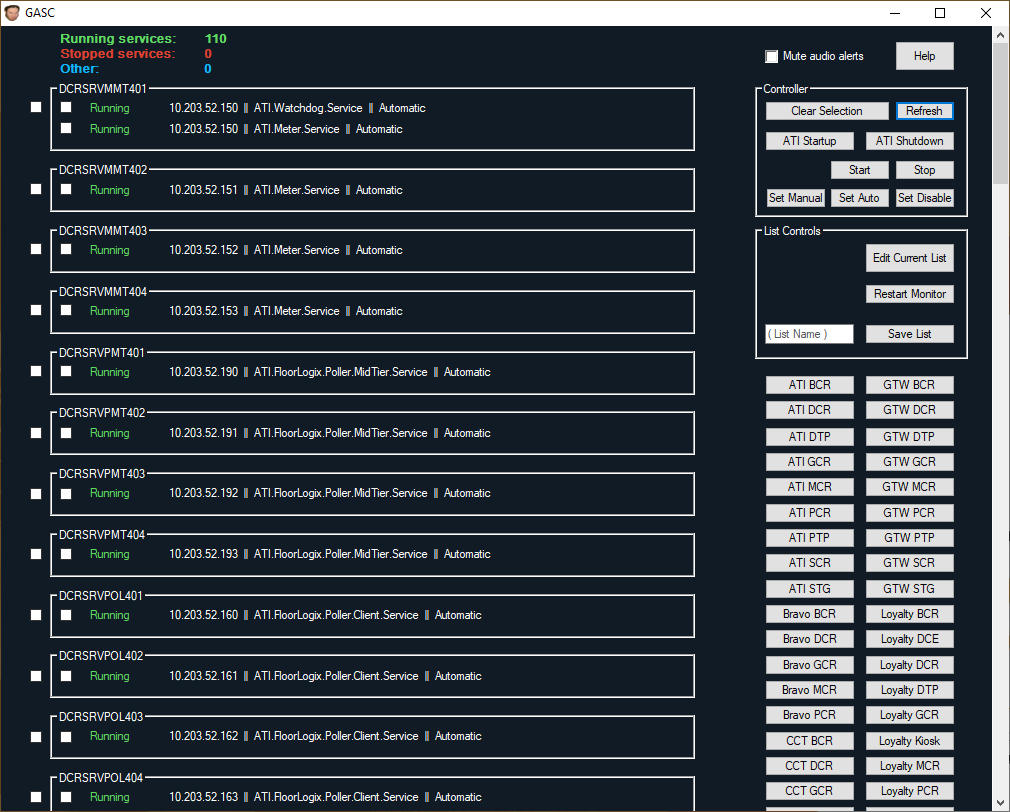 GASC
Running services: 110
Stopped services: 0
Other: 0
Mute audio alerts
Help
DCRSRVMMT401
Running 10.203.52.150 ATI.Watchdog.Service Automatic
Running 10.203.52.150 ATI.Meter.Service Automatic
DCRSRVMMT402
Running 10.203.52.151 ATI.Meter.Service Automatic
DCRSRVMMT403
Running 10.203.52.152 ATI.Meter.Service Automatic
DCRSRVMMT404
Running 10.203.52.153 ATI.Meter.Service Automatic
DCRSRVPMT401
Running 10.203.52.190 ATI.FloorLogix.Poller.MidTier.Service Automatic
DCRSRVPMT402
Running 10.203.52.191 ATI.FloorLogix.Poller.MidTier.Service Automatic
DCRSRVPMT403
Running 10.203.52.192 ATI.FloorLogix.Poller.MidTier.Service Automatic
DCRSRVPMT404
Running 10.203.52.193 ATI.FloorLogix.Poller.MidTier.Service Automatic
DCRSRVPOL401
Running 10.203.52.160 ATI.FloorLogix.Poller.Client.Service Automatic
DCRSRVPOL402
Running 10.203.52.161 ATI.FloorLogix.Poller.Client.Service Automatic
DCRSRVPOL403
Running 10.203.52.162 ATI.FloorLogix.Poller.Client.Service Automatic
DCRSRVPOL404
Running 10.203.52.163 ATI.FloorLogix.Poller.Client.Service Automatic
Controller
Clear Selection Refresh
ATI Startup ATI Shutdown
Start Stop
Set Manual Set Auto Set Disable
List Controls
Edit Current List
Restart Monitor
( List Name ) Save List
ATI BCR GTW BCR
ATI DCR GTW DCR
ATI DTP GTW DTP
ATI GCR GTW GCR
ATI MCR GTW MCR
ATI PCR GTW PCR
ATI PTP GTW PTP
ATI SCR GTW SCR
ATI STG GTW STG
Bravo BCR Loyalty BCR
Bravo DCR Loyalty DCE
Bravo GCR Loyalty DCR
Bravo MCR Loyalty DTP
Bravo PCR Loyalty GCR
CCT BCR Loyalty Kiosk
CCT DCR Loyalty MCR
CCT GCR Loyalty PCR